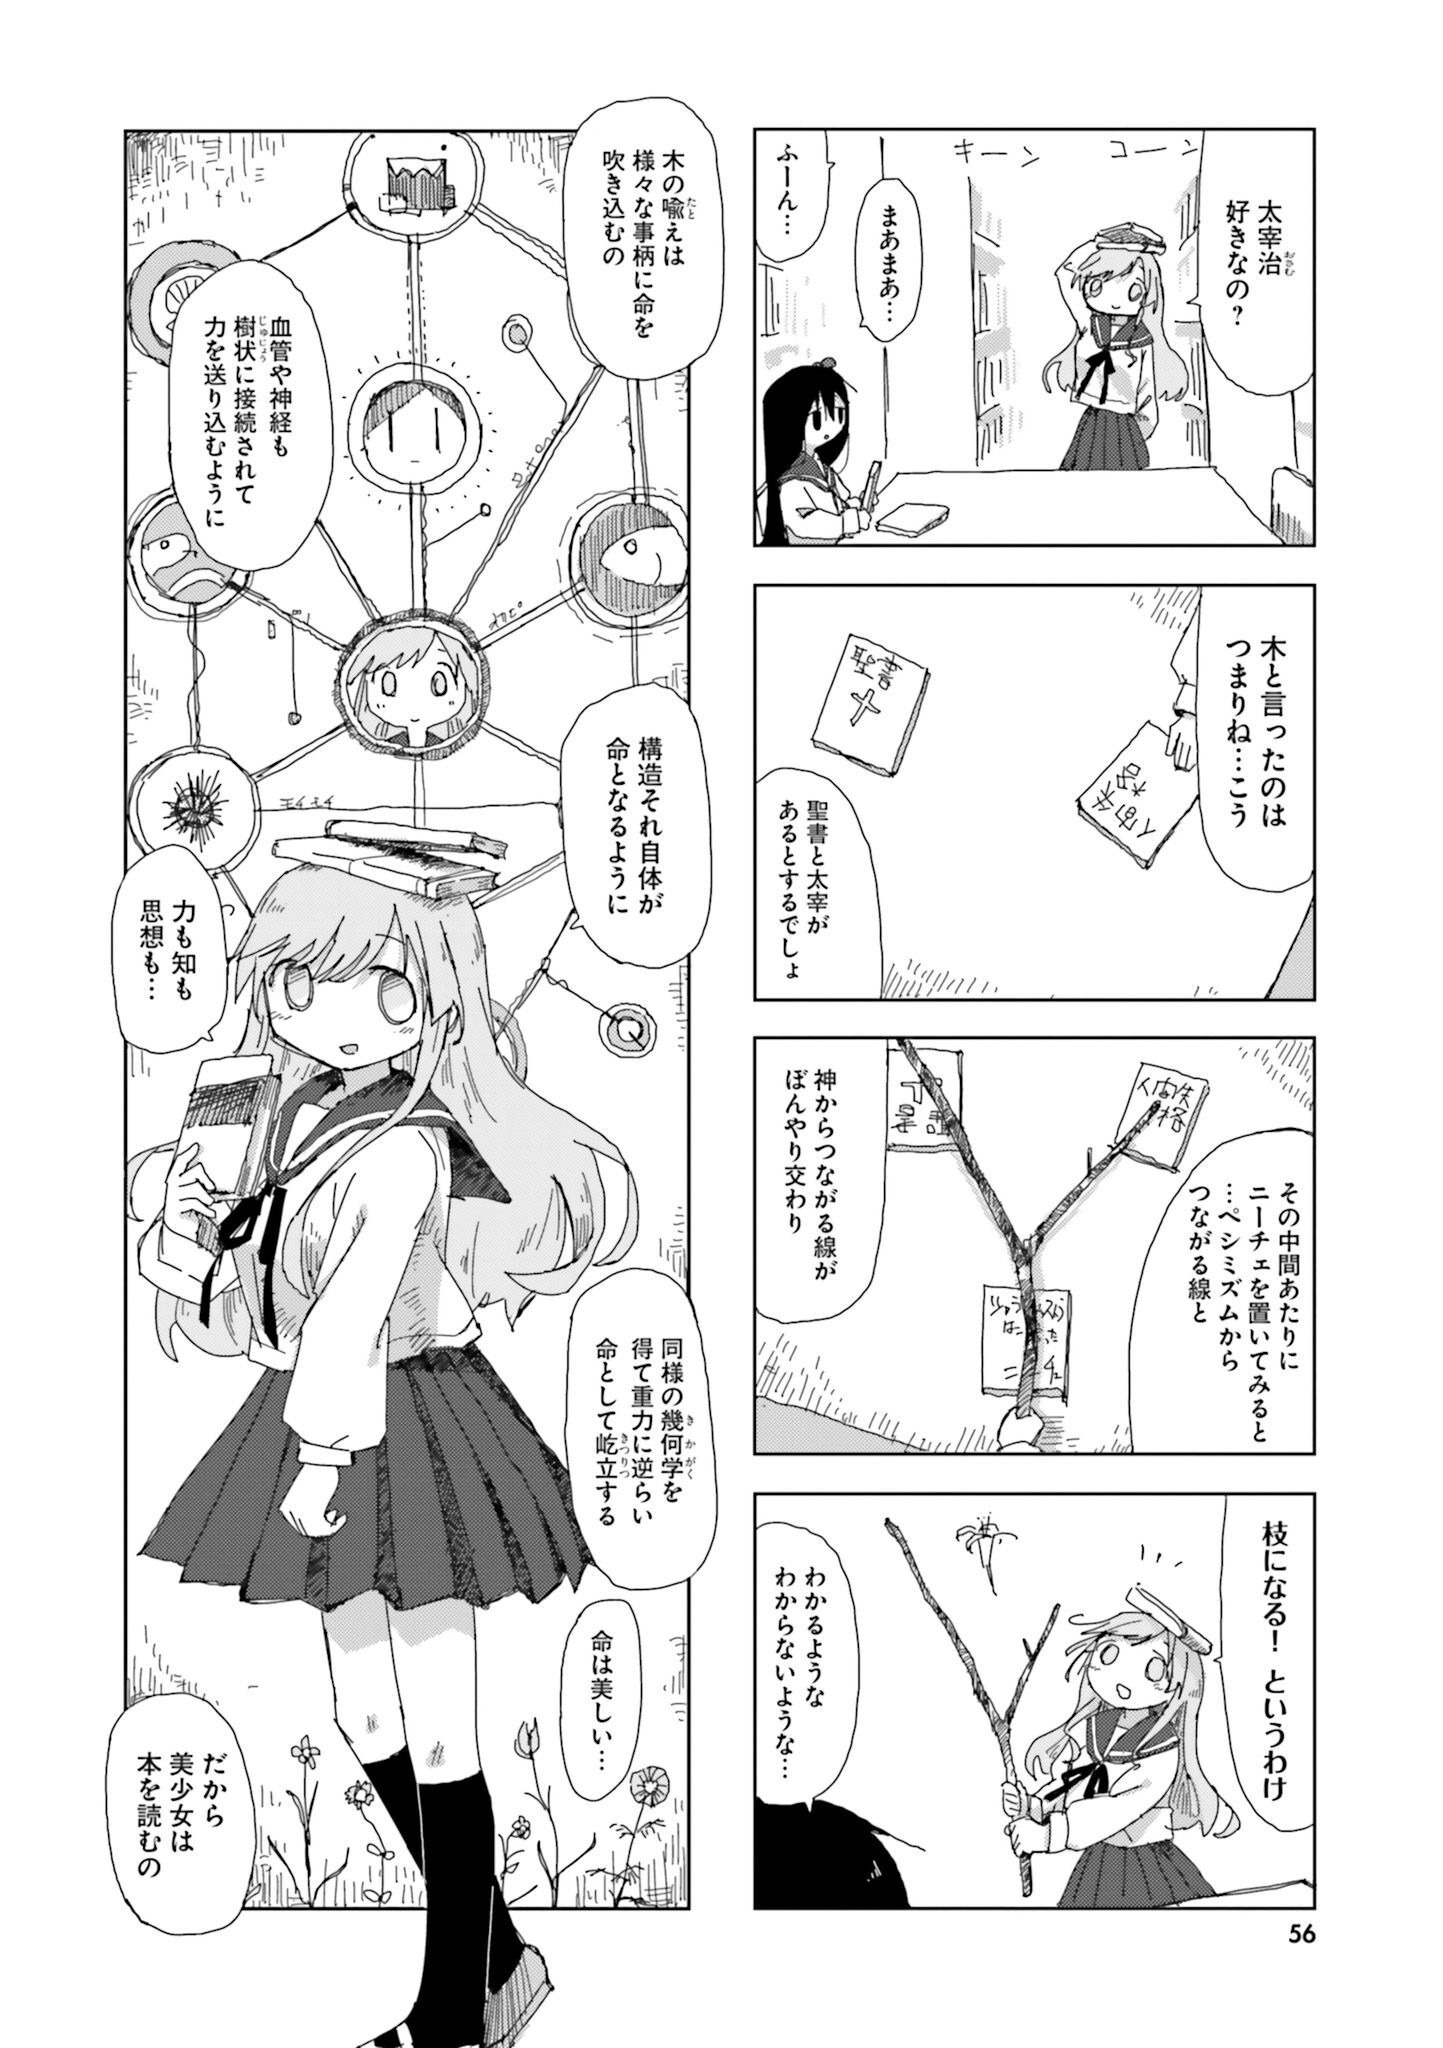 キーンコーン
太宰治
好きなの？
まあまあ…
ふーん…
木と言ったのは
つまりね…こう
聖書
人間失格
聖書と太宰が
あるとするでしょ
その中間あたりに
ニーチェを置いてみると
…ペシミズムから
つながる線と
人間失格
聖書
神からつながる線が
ぼんやり交わり
枝になる！というわけ
わかるような
わからないような…
木の喩えは
様々な事柄に命を
吹き込むの
血管や神経も
樹状に接続されて
力を送り込むように
構造それ自体が
命となるように
力も知も
思想も…
同様の幾何学を
得て重力に逆らい
命として屹立する
命は美しい…
だから
美少女は
本を読むの
56